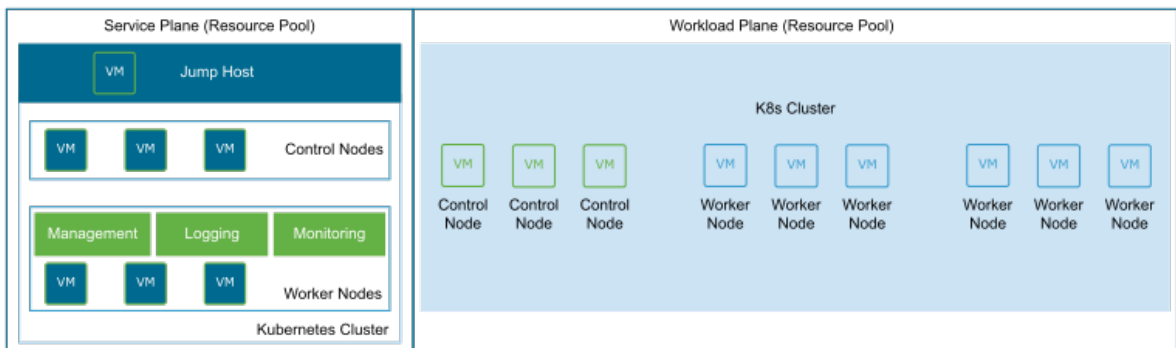 Service Plane (Resource Pool)
VM Jump Host
VM VM VM Control Nodes
Management Logging Monitoring
VM VM VM
Worker Nodes
Kubernetes Cluster
Workload Plane (Resource Pool)
K8s Cluster
VM VM VM VM VM VM VM VM VM
Control Control Control Worker Worker Worker Worker Worker Worker
Node Node Node Node Node Node Node Node Node